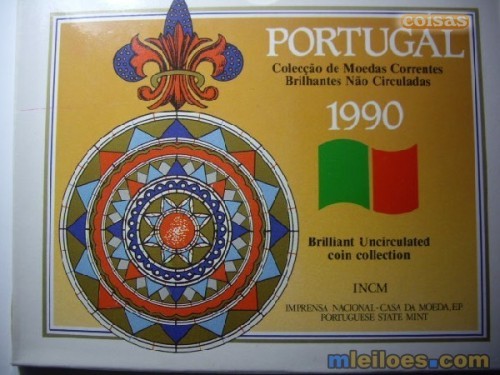 coisas
PORTUGAL
Colecção de Moedas Correntes
Brilhantes Não Circuladas
1990
Brilliant Uncirculated
coin collection
INCM
IMPRENSA NACIONAL-CASA DA MOEDA, EP
PORTUGUESE STATE MINT
mleiloes.com